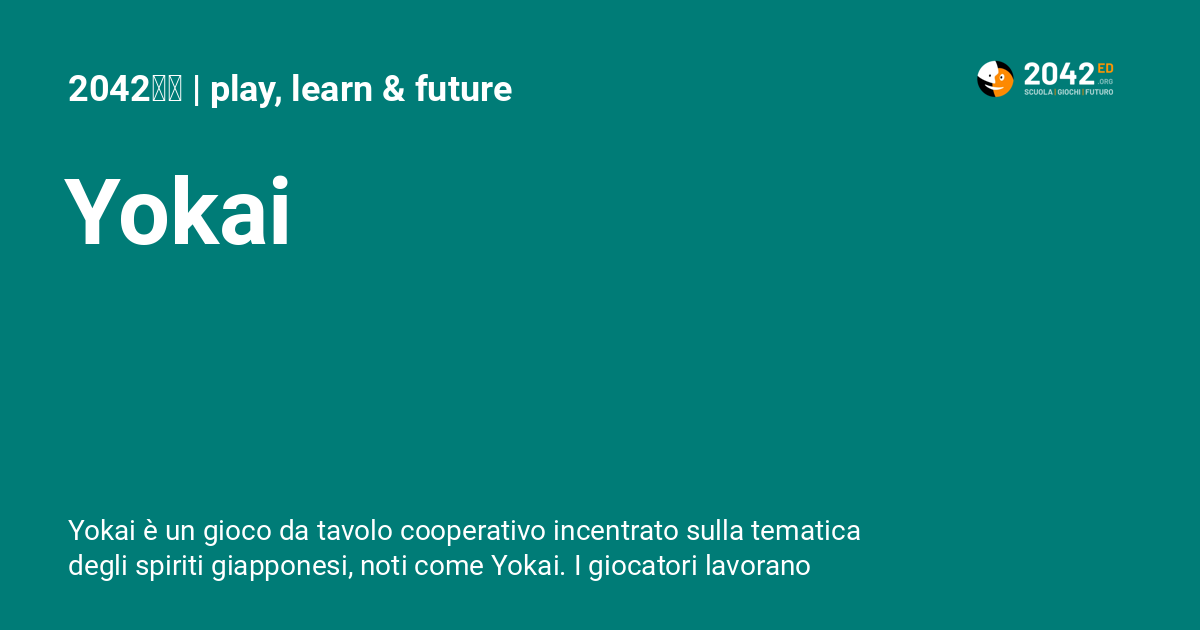 2042 | play, learn & future
2042 ED
.ORG
SCUOLA | GIOCHI | FUTURO
Yokai
Yokai è un gioco da tavolo cooperativo incentrato sulla tematica
degli spiriti giapponesi, noti come Yokai. I giocatori lavorano